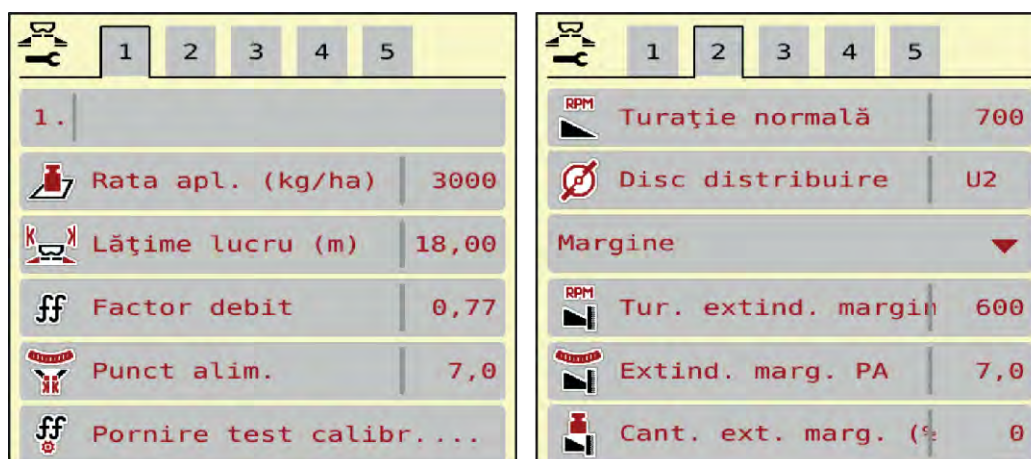 1 2 3 4 5
1.
Rata apl. (kg/ha) 3000
Lăţime lucru (m) 18,00
ff Factor debit 0,77
Punct alim. 7,0
ff Pornire test calibr....
1 2 3 4 5
RPM Turaţie normală 700
Disc distribuire U2
Margine
RPM Tur. extind. margin 600
Extind. marg. PA 7,0
Cant. ext. marg. (% 0